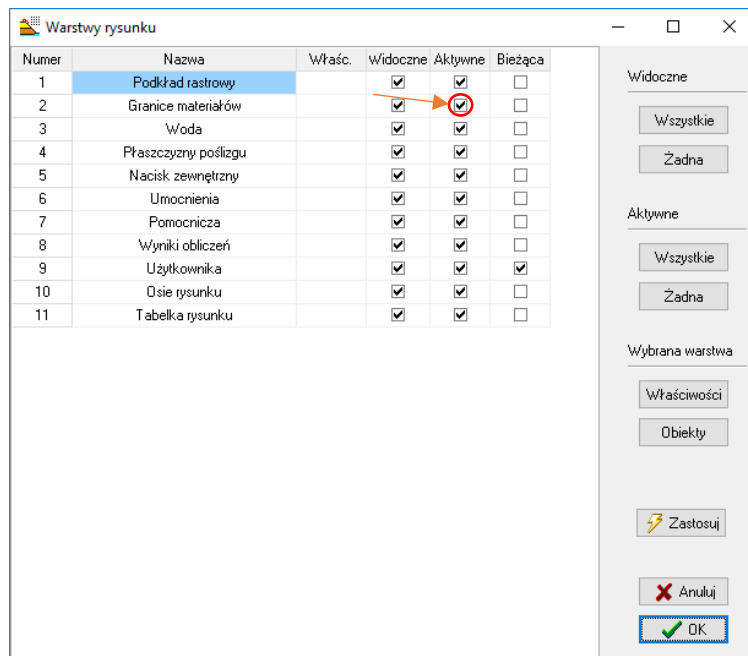 Warstwy rysunku
Numer Nazwa Właśc. Widoczne Aktywne Bieżąca
1 Podkład rastrowy
2 Granice materiałów
3 Woda
4 Płaszczyzny poślizgu
5 Nacisk zewnętrzny
6 Umocnienia
7 Pomocnicza
8 Wyniki obliczeń
9 Użytkownika
10 Osie rysunku
11 Tabelka rysunku
Widoczne
Wszystkie
Żadna
Aktywne
Wszystkie
Żadna
Wybrana warstwa
Właściwości
Obiekty
Zastosuj
Anuluj
OK